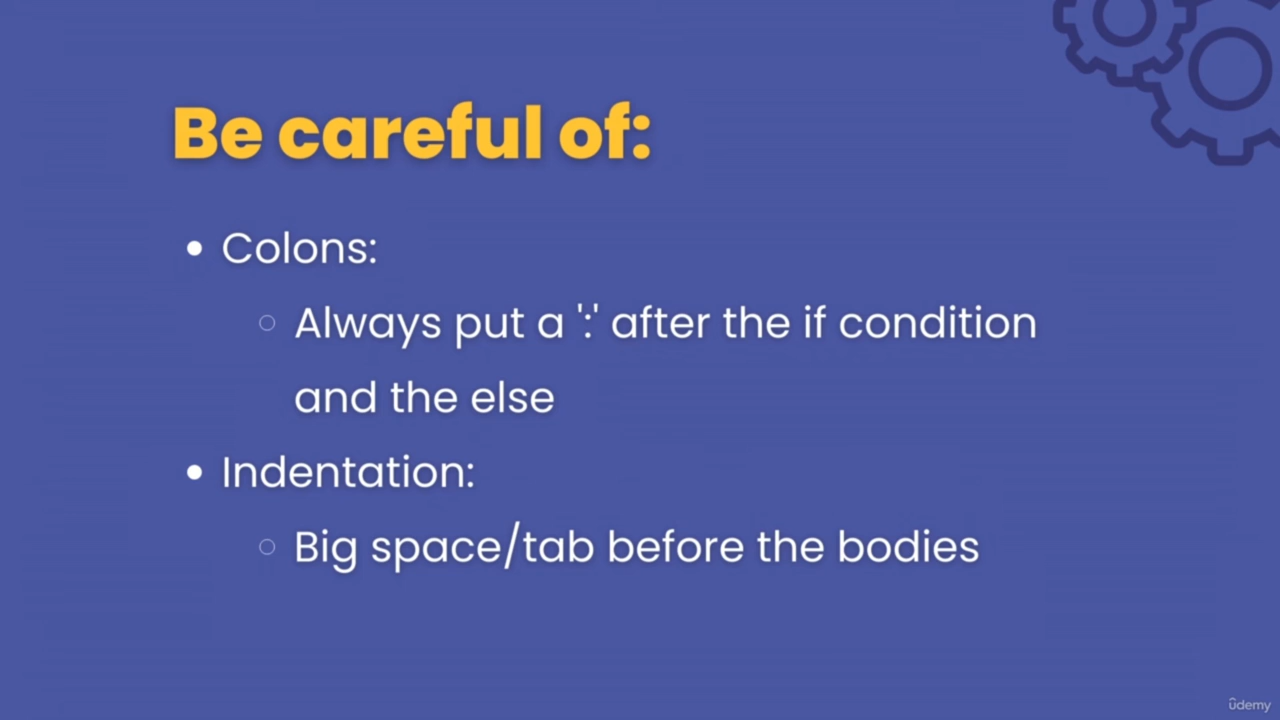 Be careful of:
Colons:
Always put a ':' after the if condition
and the else
Indentation:
Big space/tab before the bodies
ûdemy